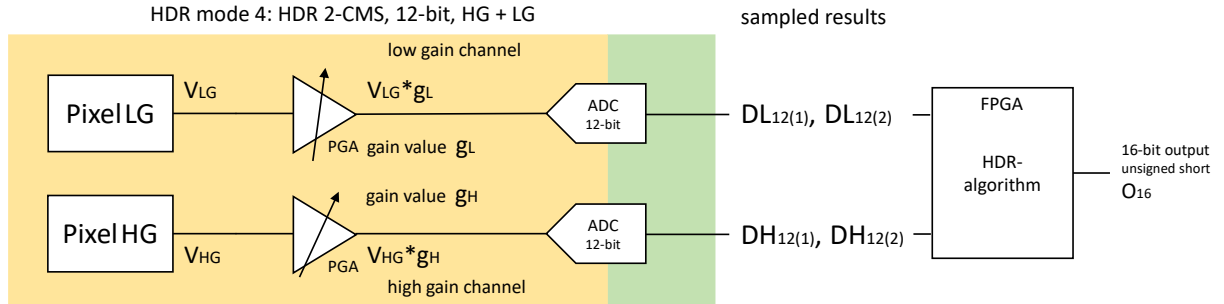 HDR mode 4: HDR 2-CMS, 12-bit, HG + LG
sampled results
low gain channel
Pixel LG
VLG
VLG*gL
ADC
12-bit
PGA
gain value gL
DL12(1), DL12(2)
FPGA
HDR-
algorithm
16-bit output
unsigned short
O16
gain value gH
Pixel HG
VHG
PGA
VHG*gH
ADC
12-bit
DH12(1), DH12(2)
high gain channel